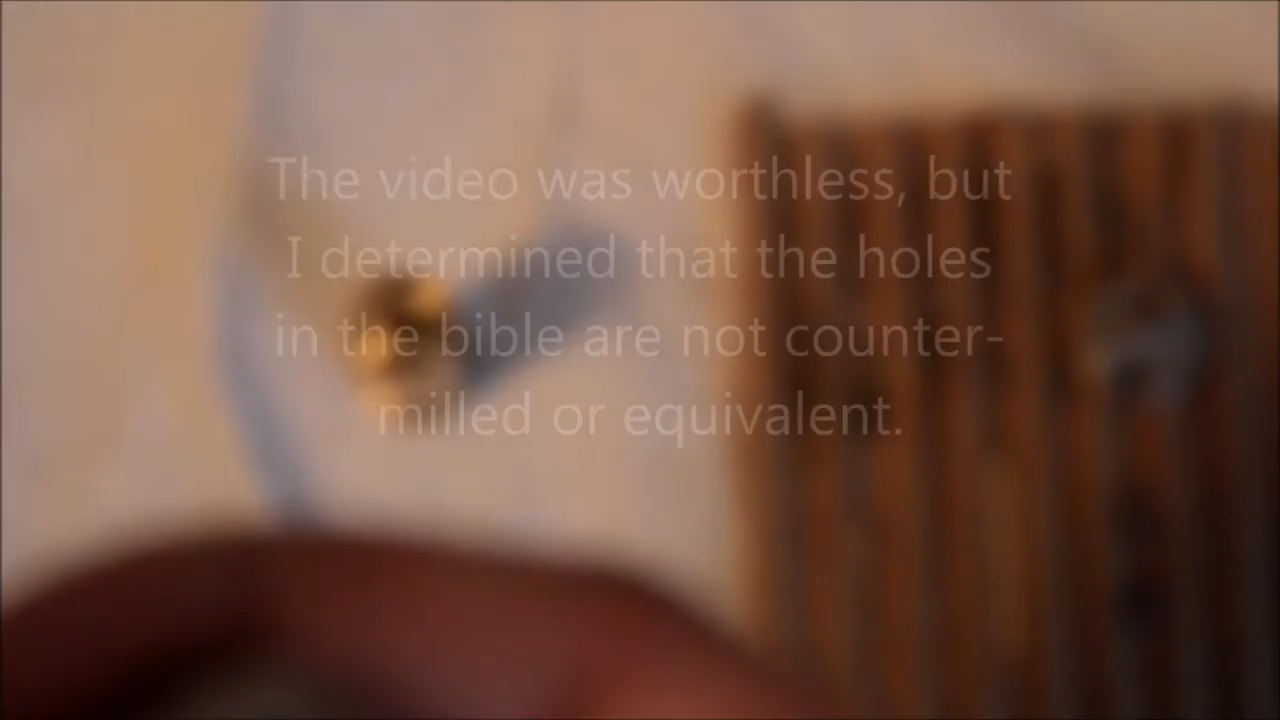 The video was worthless, but
I determined that the holes
in the bible are not counter-
milled or equivalent.